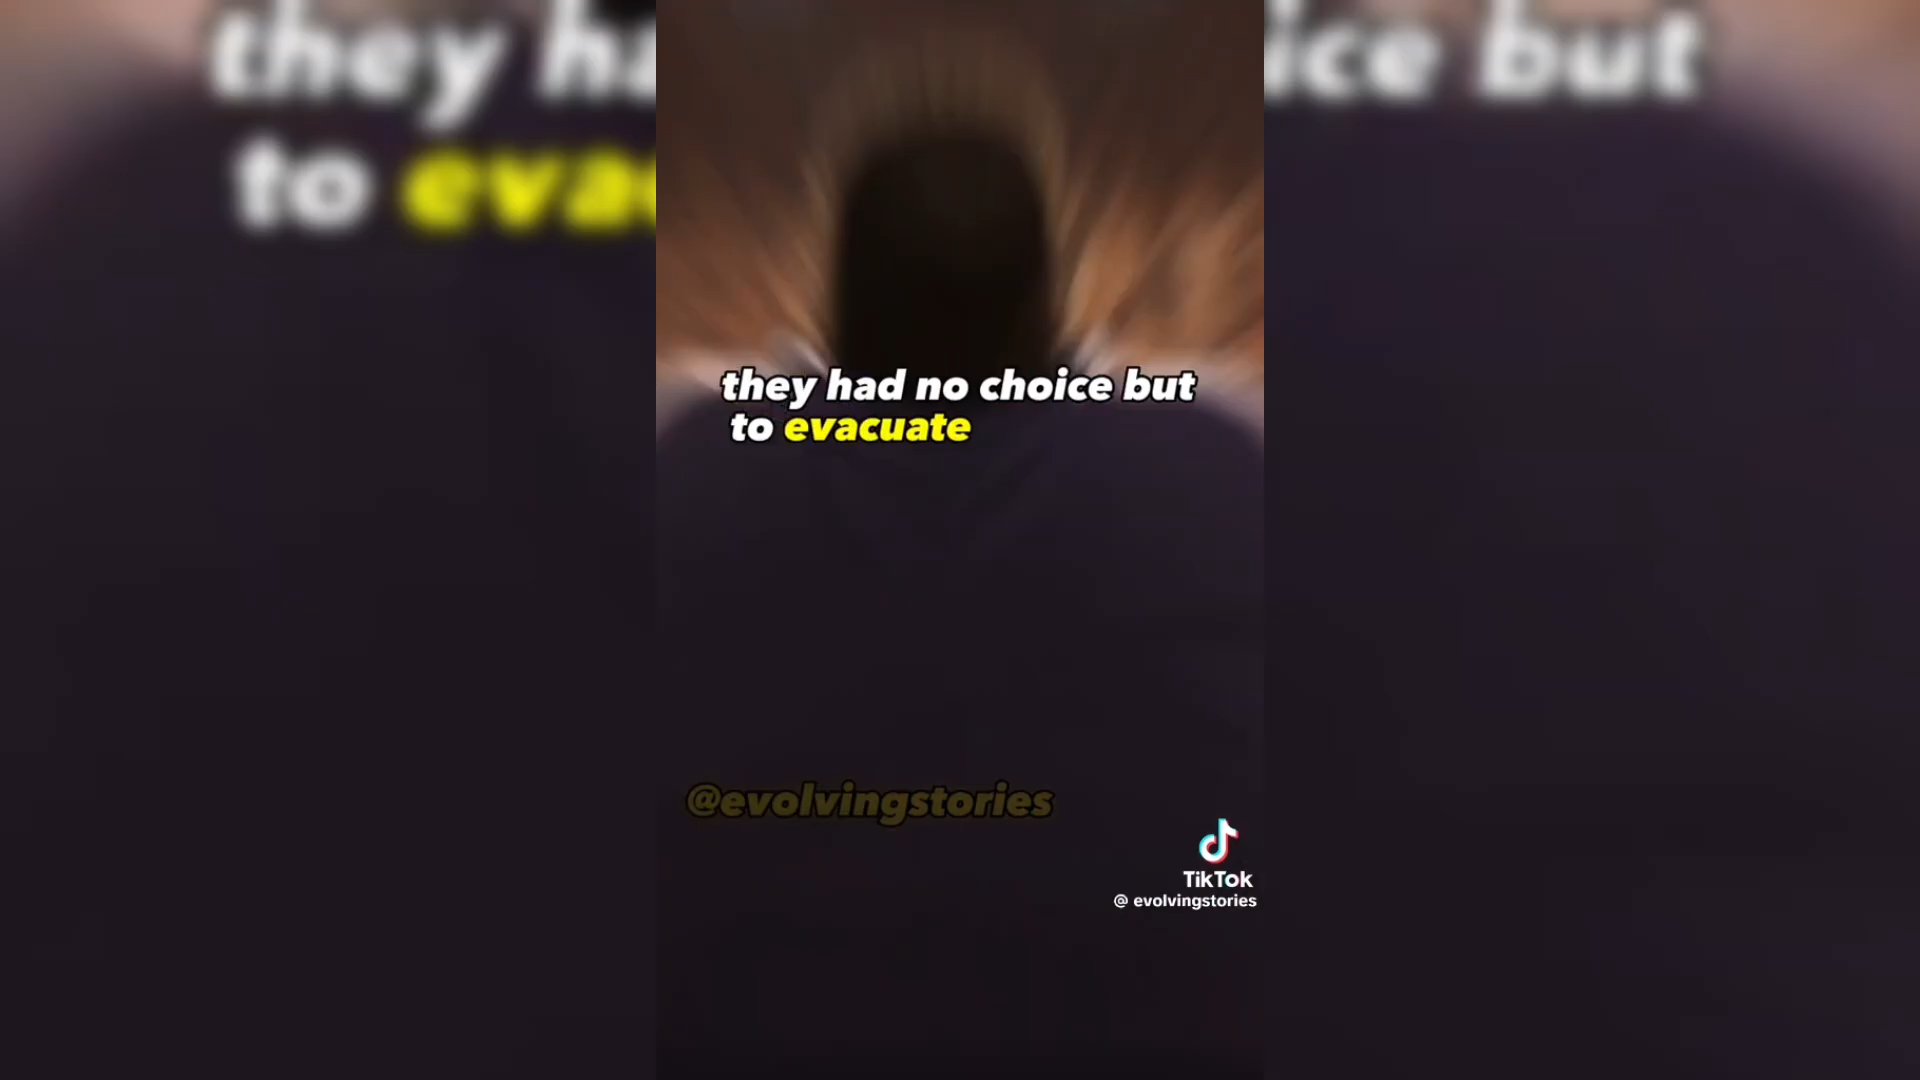 they had no choice but
to evacuate
@evolvingstories
TikTok
@ evolvingstories